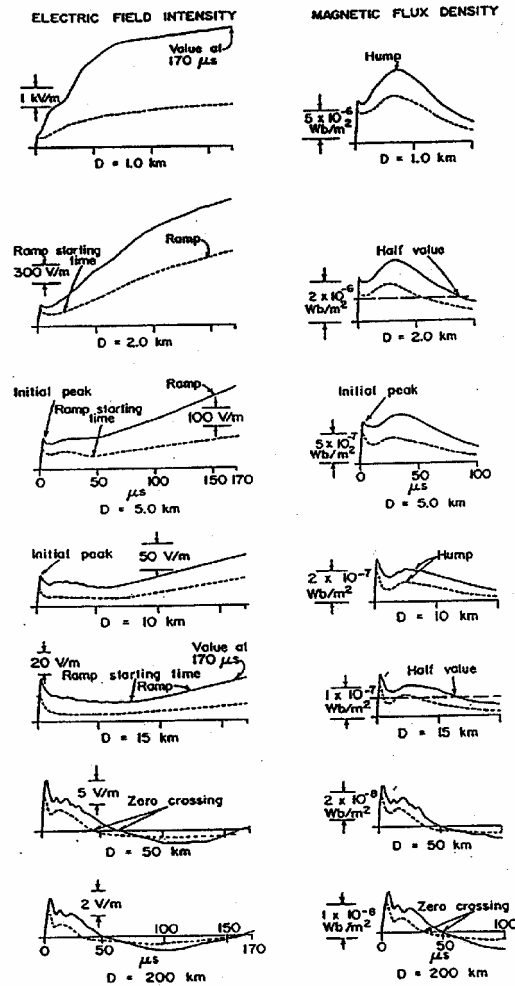 ELECTRIC FIELD INTENSITY
MAGNETIC FLUX DENSITY
Value at
170 μs
1 kV/m
D = 1.0 km
Hump
5 x 10⁻⁶
Wb/m²
D = 1.0 km
Ramp starting
time
300 V/m
Ramp
D = 2.0 km
Half value
2 x 10⁻⁶
Wb/m²
D = 2.0 km
Initial peak
Ramp starting
time
Ramp
100 V/m
0 50 100 150 170
μs
D = 5.0 km
Initial peak
5 x 10⁻⁷
Wb/m²
0 50 100
μs
D = 5.0 km
Initial peak
50 V/m
D = 10 km
Hump
2 x 10⁻⁷
Wb/m²
D = 10 km
20 V/m
Ramp starting time
Ramp
Value at
170 μs
D = 15 km
Half value
1 x 10⁻⁷
Wb/m²
D = 15 km
5 V/m
Zero crossing
D = 50 km
2 x 10⁻⁸
Wb/m²
D = 50 km
2 V/m
0 50 100 150 170
μs
D = 200 km
1 x 10⁻⁸
Wb/m²
Zero crossing
0 50 100
μs
D = 200 km